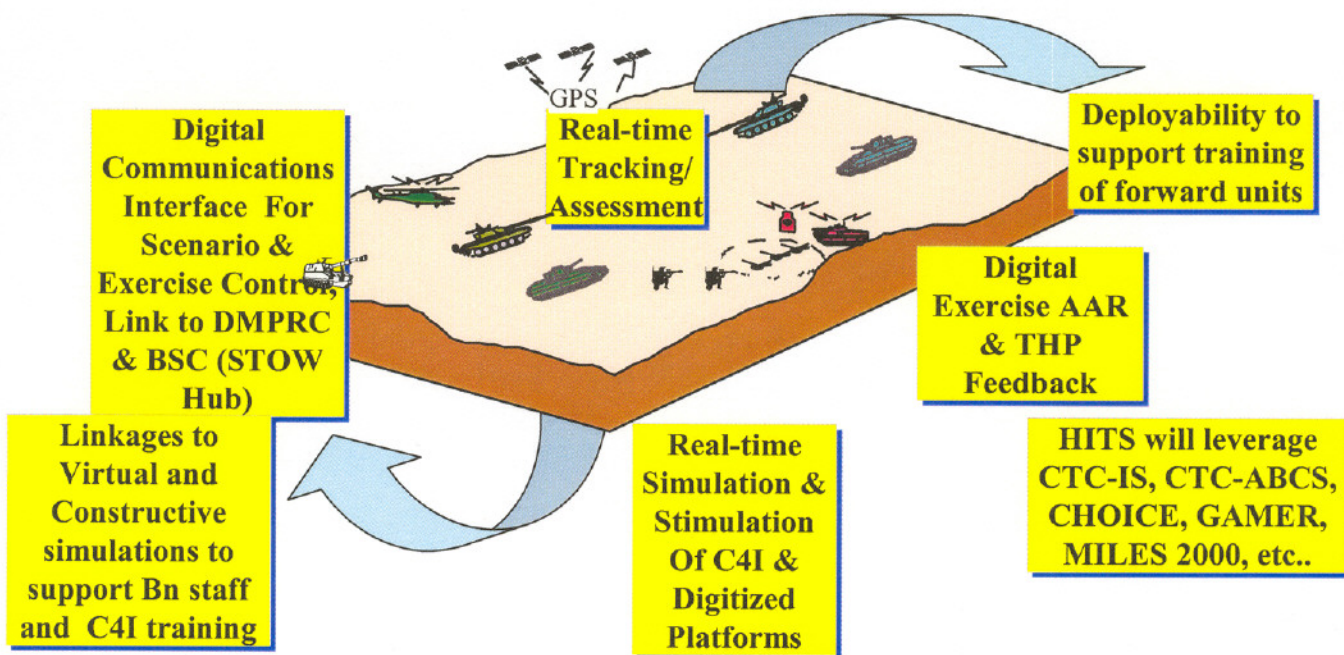 GPS
Digital
Communications
Interface For
Scenario &
Exercise Control,
Link to DMPRC
& BSC (STOW
Hub)
Real-time
Tracking/
Assessment
Deployability to
support training
of forward units
Digital
Exercise AAR
& THP
Feedback
Linkages to
Virtual and
Constructive
simulations to
support Bn staff
and C4I training
Real-time
Simulation &
Stimulation
Of C4I &
Digitized
Platforms
HITS will leverage
CTC-IS, CTC-ABCS,
CHOICE, GAMER,
MILES 2000, etc..